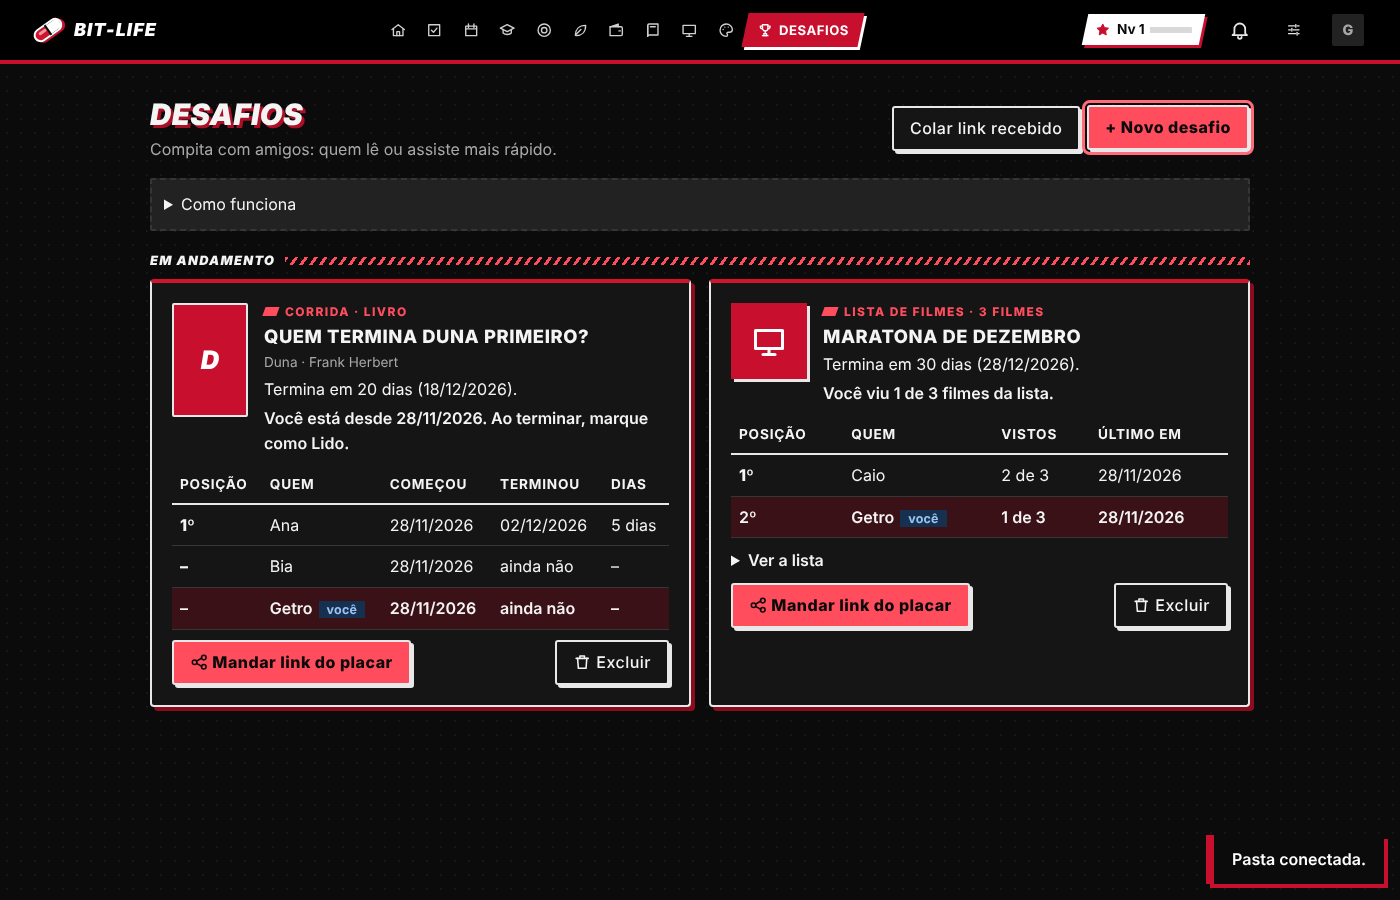 BIT-LIFE
DESAFIOS
Nv 1
G
DESAFIOS
Compita com amigos: quem lê ou assiste mais rápido.
Colar link recebido
+ Novo desafio
Como funciona
EM ANDAMENTO
CORRIDA · LIVRO
D
QUEM TERMINA DUNA PRIMEIRO?
Duna · Frank Herbert
Termina em 20 dias (18/12/2026).
Você está desde 28/11/2026. Ao terminar, marque
como Lido.
POSIÇÃO QUEM COMEÇOU TERMINOU DIAS
1º Ana 28/11/2026 02/12/2026 5 dias
– Bia 28/11/2026 ainda não –
– Getro você 28/11/2026 ainda não –
Mandar link do placar
Excluir
LISTA DE FILMES · 3 FILMES
MARATONA DE DEZEMBRO
Termina em 30 dias (28/12/2026).
Você viu 1 de 3 filmes da lista.
POSIÇÃO QUEM VISTOS ÚLTIMO EM
1º Caio 2 de 3 28/11/2026
2º Getro você 1 de 3 28/11/2026
Ver a lista
Mandar link do placar
Excluir
Pasta conectada.